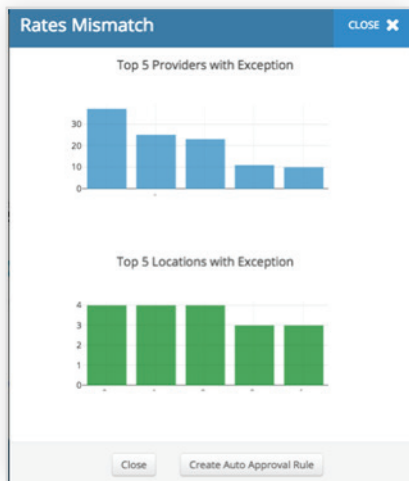 Rates Mismatch
CLOSE ✖
Top 5 Providers with Exception
30
20
10
0
Top 5 Locations with Exception
4
3
2
1
0
Close
Create Auto Approval Rule